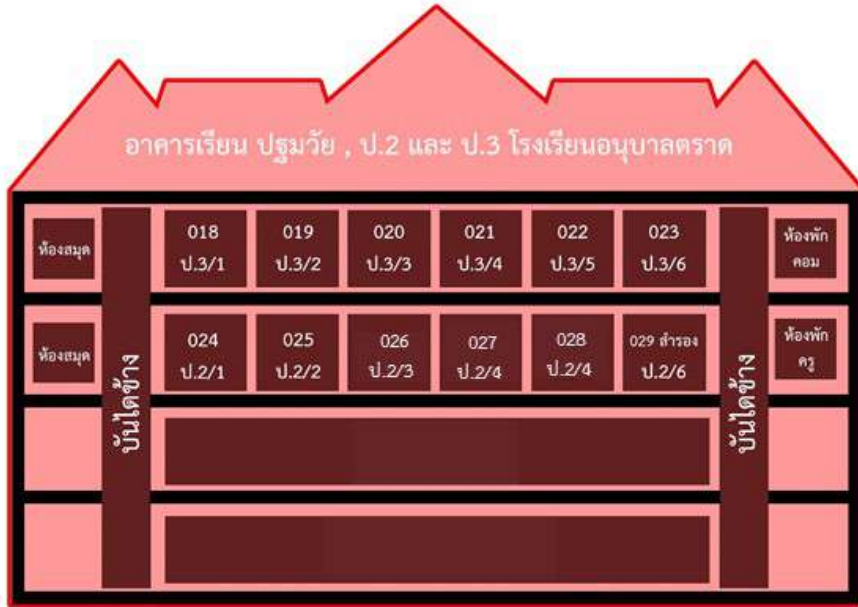 อาคารเรียน ปฐมวัย , ป.2 และ ป.3 โรงเรียนอนุบาลตราด
ห้องสมุด
018
ป.3/1
019
ป.3/2
020
ป.3/3
021
ป.3/4
022
ป.3/5
023
ป.3/6
ห้องพัก
คอม
ห้องสมุด
024
ป.2/1
025
ป.2/2
026
ป.2/3
027
ป.2/4
028
ป.2/4
029 สำรอง
ป.2/6
ห้องพัก
ครู
บันไดข้าง
บันไดข้าง